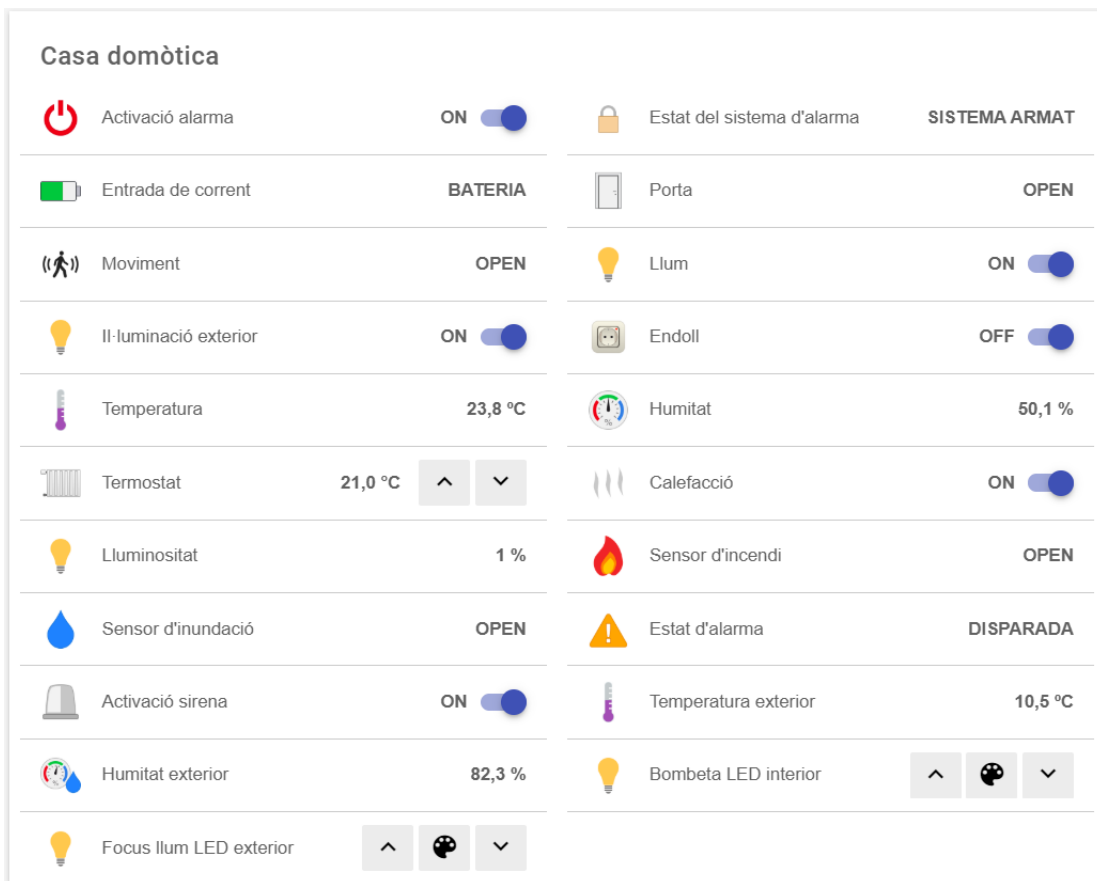 Casa domòtica
Activació alarma ON
Estat del sistema d'alarma SISTEMA ARMAT
Entrada de corrent BATERIA
Porta OPEN
Moviment OPEN
Llum ON
Il·luminació exterior ON
Endoll OFF
Temperatura 23,8 ºC
Humitat 50,1 %
Termostat 21,0 °C
Calefacció ON
Lluminositat 1 %
Sensor d'incendi OPEN
Sensor d'inundació OPEN
Estat d'alarma DISPARADA
Activació sirena ON
Temperatura exterior 10,5 ºC
Humitat exterior 82,3 %
Bombeta LED interior
Focus llum LED exterior